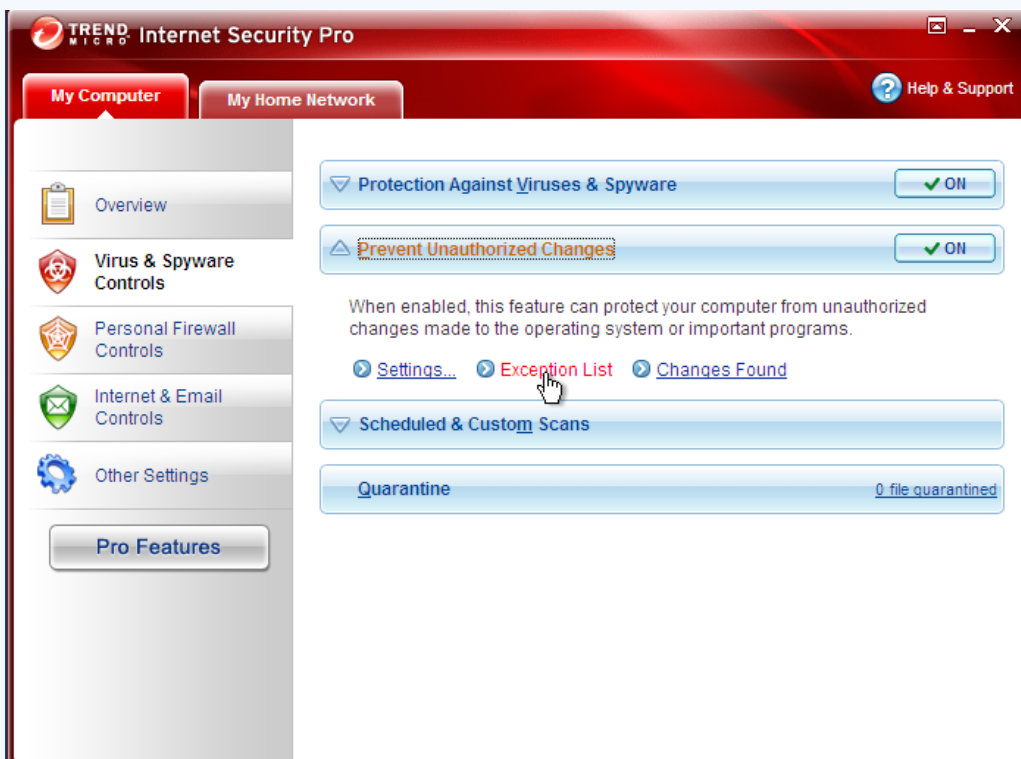 TREND MICRO Internet Security Pro
My Computer
My Home Network
Help & Support
Overview
Virus & Spyware
Controls
Personal Firewall
Controls
Internet & Email
Controls
Other Settings
Pro Features
Protection Against Viruses & Spyware
ON
Prevent Unauthorized Changes
ON
When enabled, this feature can protect your computer from unauthorized
changes made to the operating system or important programs.
Settings... Exception List Changes Found
Scheduled & Custom Scans
Quarantine
0 file quarantined